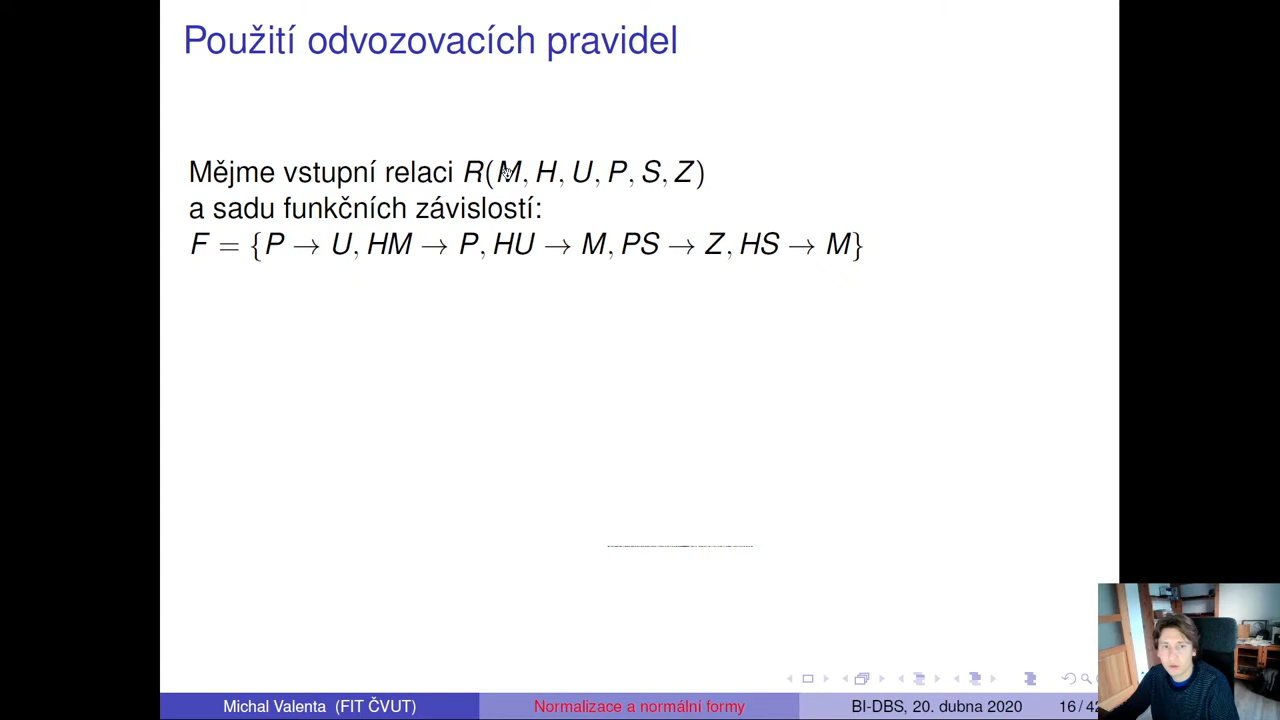 Použití odvozovacích pravidel
Mějme vstupní relaci R(M, H, U, P, S, Z)
a sadu funkčních závislostí:
F = {P → U, HM → P, HU → M, PS → Z, HS → M}
Michal Valenta (FIT ČVUT) Normalizace a normální formy BI-DBS, 20. dubna 2020 16 / 42